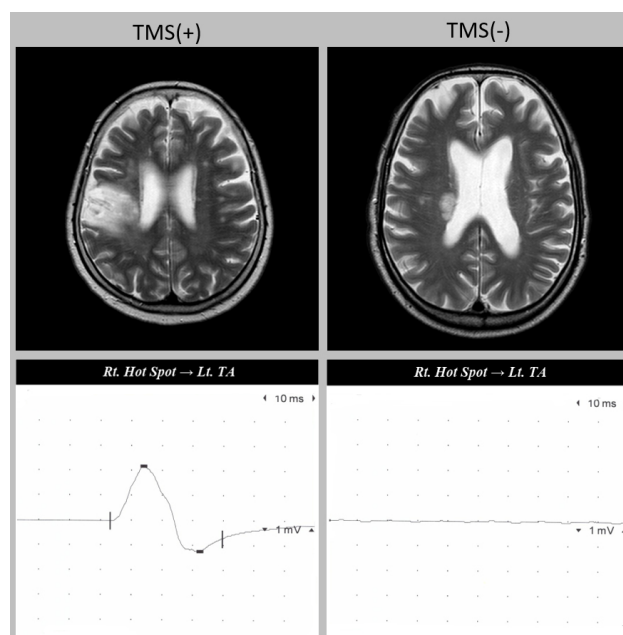 TMS(+)
TMS(-)
Rt. Hot Spot → Lt. TA
Rt. Hot Spot → Lt. TA
10 ms
10 ms
1 mV
1 mV